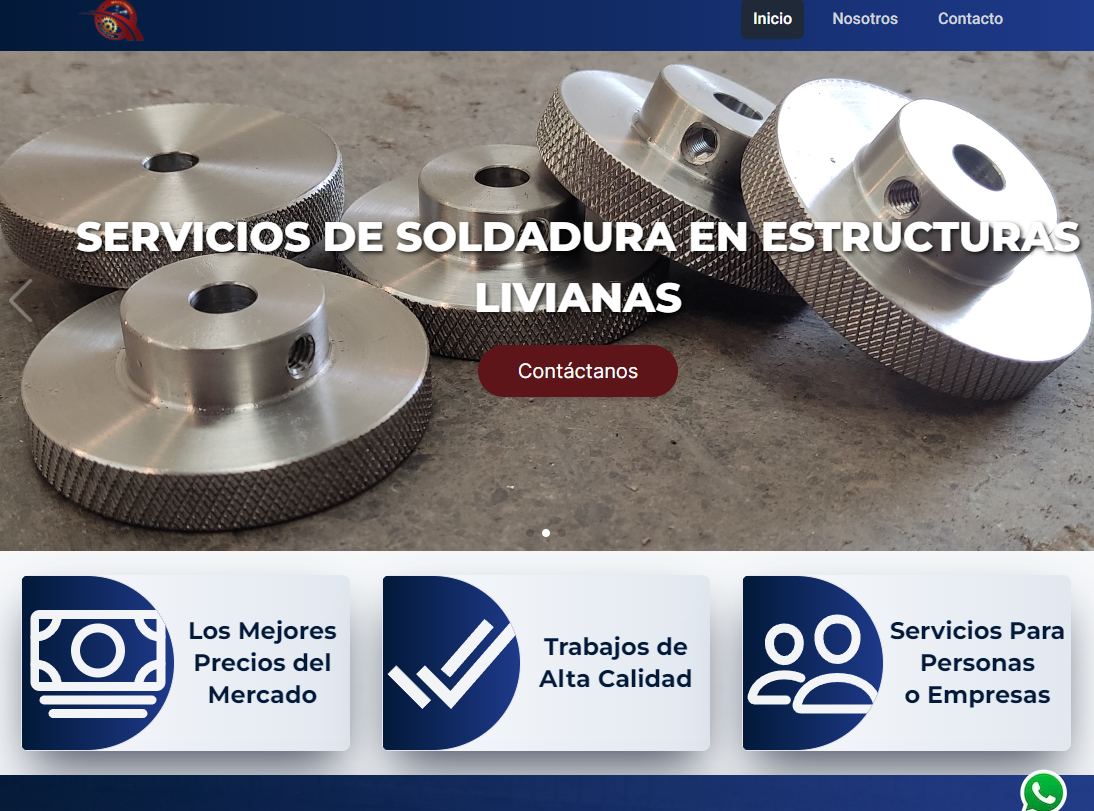 Inicio
Nosotros
Contacto
SERVICIOS DE SOLDADURA EN ESTRUCTURAS
LIVIANAS
Contáctanos
Los Mejores
Precios del
Mercado
Trabajos de
Alta Calidad
Servicios Para
Personas
o Empresas